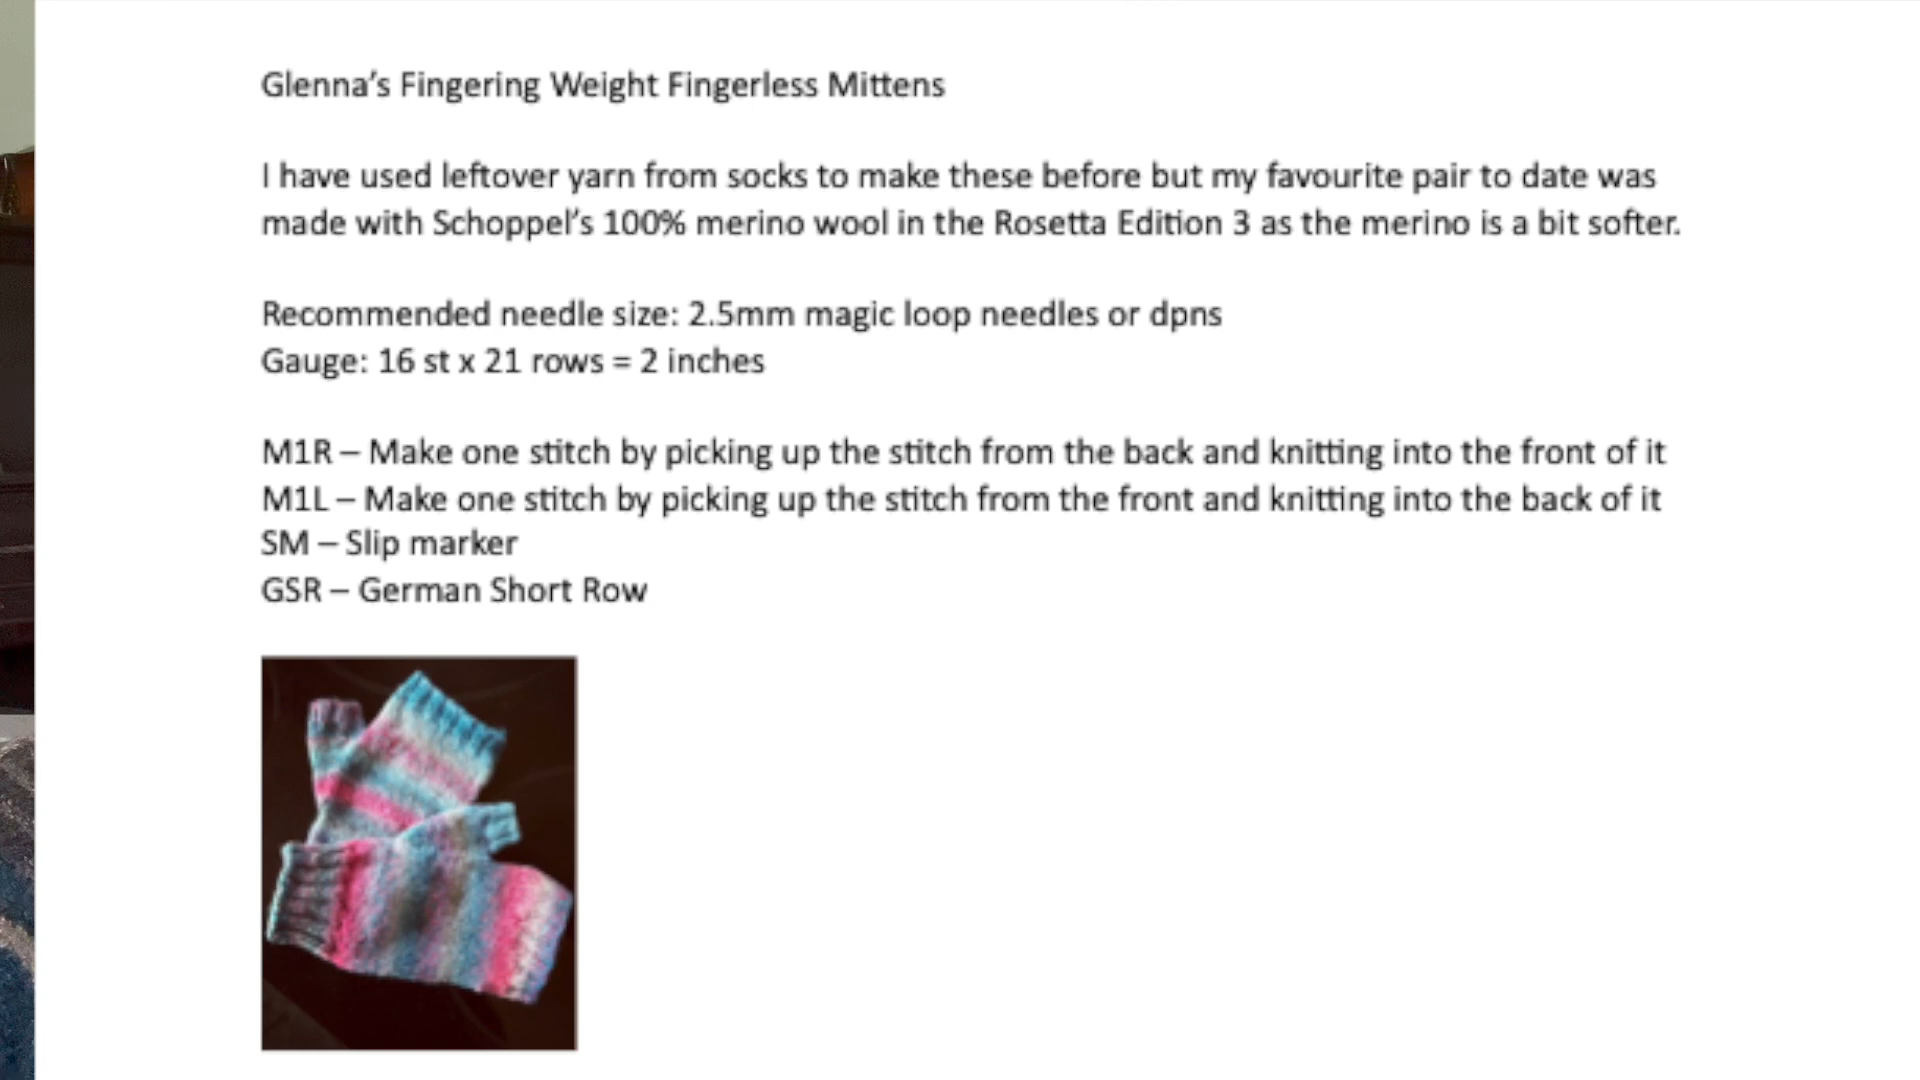 Glenna’s Fingering Weight Fingerless Mittens
I have used leftover yarn from socks to make these before but my favourite pair to date was
made with Schoppel’s 100% merino wool in the Rosetta Edition 3 as the merino is a bit softer.
Recommended needle size: 2.5mm magic loop needles or dpns
Gauge: 16 st x 21 rows = 2 inches
M1R – Make one stitch by picking up the stitch from the back and knitting into the front of it
M1L – Make one stitch by picking up the stitch from the front and knitting into the back of it
SM – Slip marker
GSR – German Short Row